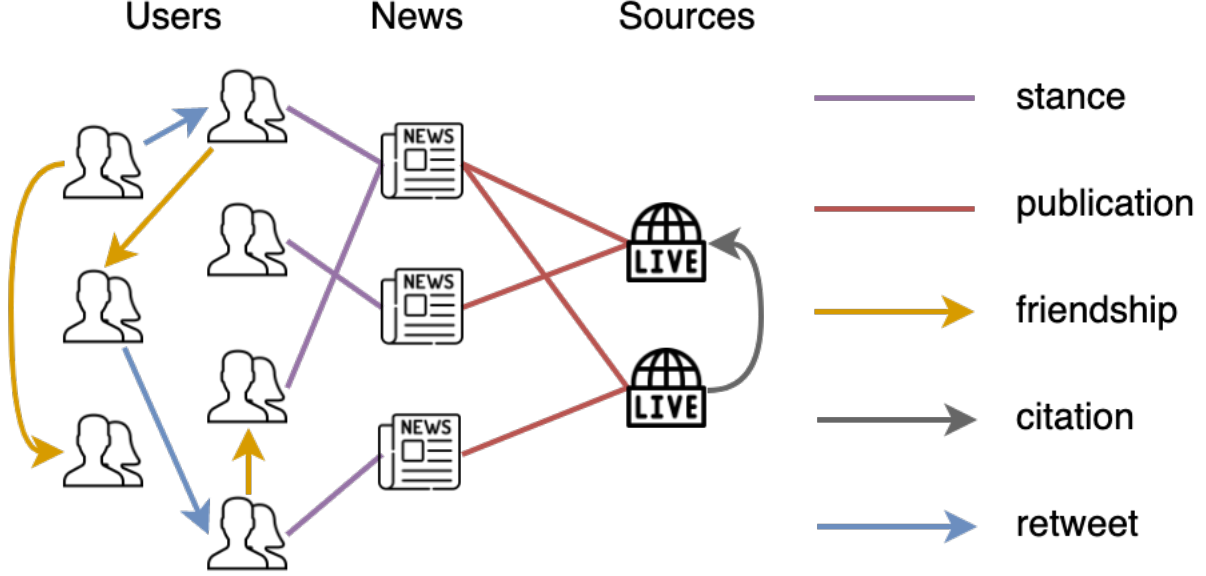 Users News Sources
stance
NEWS
publication
LIVE
NEWS
friendship
LIVE
citation
NEWS
retweet